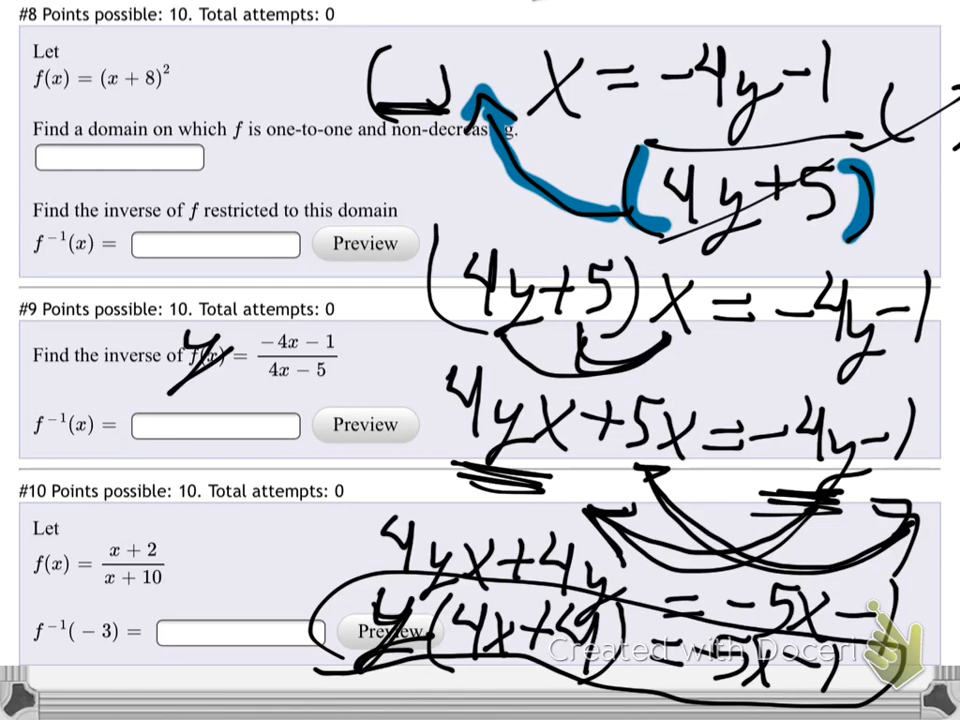 #8 Points possible: 10. Total attempts: 0
Let
f(x) = (x + 8)²
Find a domain on which f is one-to-one and non-decreasing.
Find the inverse of f restricted to this domain
f⁻¹(x) =
Preview
x = -4y-1
(4y+5)
(4y+5)x = -4y-1
4yx+5x=-4y-1
#9 Points possible: 10. Total attempts: 0
Find the inverse of f(x) = (-4x - 1)/(4x - 5)
y
f⁻¹(x) =
Preview
#10 Points possible: 10. Total attempts: 0
Let
f(x) = (x + 2)/(x + 10)
f⁻¹( - 3) =
Preview
4yx+4y = -5x-1
Created with Doceri